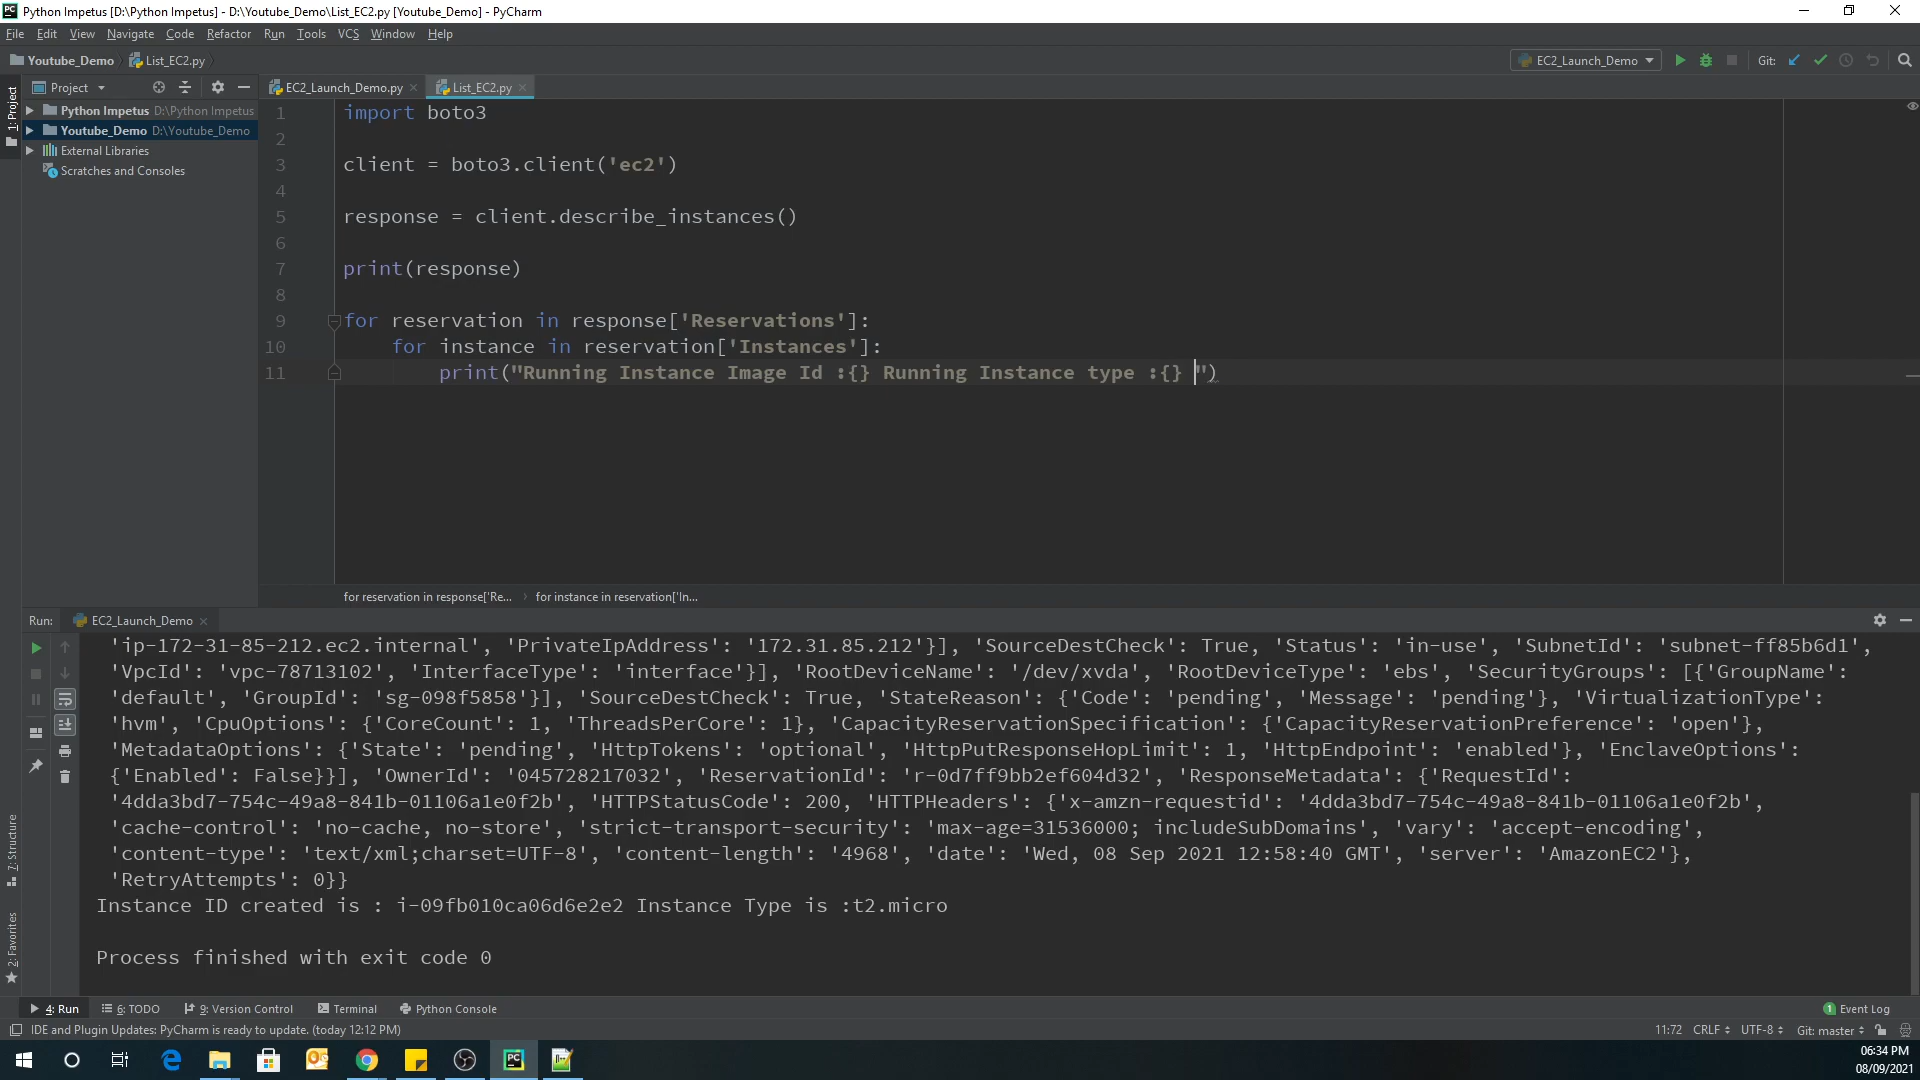 Python Impetus [D:\Python Impetus] - D:\Youtube_Demo\List_EC2.py [Youtube_Demo] - PyCharm
File Edit View Navigate Code Refactor Run Tools VCS Window Help
Youtube_Demo List_EC2.py EC2_Launch_Demo Git:
Project EC2_Launch_Demo.py List_EC2.py
1: Project
Python Impetus D:\Python Impetus
Youtube_Demo D:\Youtube_Demo
External Libraries
Scratches and Consoles
1 import boto3
2
3 client = boto3.client('ec2')
4
5 response = client.describe_instances()
6
7 print(response)
8
9 for reservation in response['Reservations']:
10 for instance in reservation['Instances']:
11 print("Running Instance Image Id :{} Running Instance type :{} ")
for reservation in response['Re... › for instance in reservation['In...
Run: EC2_Launch_Demo
'ip-172-31-85-212.ec2.internal', 'PrivateIpAddress': '172.31.85.212'}], 'SourceDestCheck': True, 'Status': 'in-use', 'SubnetId': 'subnet-ff85b6d1',
'VpcId': 'vpc-78713102', 'InterfaceType': 'interface'}], 'RootDeviceName': '/dev/xvda', 'RootDeviceType': 'ebs', 'SecurityGroups': [{'GroupName':
'default', 'GroupId': 'sg-098f5858'}], 'SourceDestCheck': True, 'StateReason': {'Code': 'pending', 'Message': 'pending'}, 'VirtualizationType':
'hvm', 'CpuOptions': {'CoreCount': 1, 'ThreadsPerCore': 1}, 'CapacityReservationSpecification': {'CapacityReservationPreference': 'open'},
'MetadataOptions': {'State': 'pending', 'HttpTokens': 'optional', 'HttpPutResponseHopLimit': 1, 'HttpEndpoint': 'enabled'}, 'EnclaveOptions':
{'Enabled': False}}], 'OwnerId': '045728217032', 'ReservationId': 'r-0d7ff9bb2ef604d32', 'ResponseMetadata': {'RequestId':
'4dda3bd7-754c-49a8-841b-01106a1e0f2b', 'HTTPStatusCode': 200, 'HTTPHeaders': {'x-amzn-requestid': '4dda3bd7-754c-49a8-841b-01106a1e0f2b',
'cache-control': 'no-cache, no-store', 'strict-transport-security': 'max-age=31536000; includeSubDomains', 'vary': 'accept-encoding',
'content-type': 'text/xml;charset=UTF-8', 'content-length': '4968', 'date': 'Wed, 08 Sep 2021 12:58:40 GMT', 'server': 'AmazonEC2'},
'RetryAttempts': 0}}
Instance ID created is : i-09fb010ca06d6e2e2 Instance Type is :t2.micro
Process finished with exit code 0
7: Structure
2: Favorites
4: Run 6: TODO 9: Version Control Terminal Python Console 1 Event Log
IDE and Plugin Updates: PyCharm is ready to update. (today 12:12 PM) 11:72 CRLF UTF-8 Git: master
06:34 PM
08/09/2021